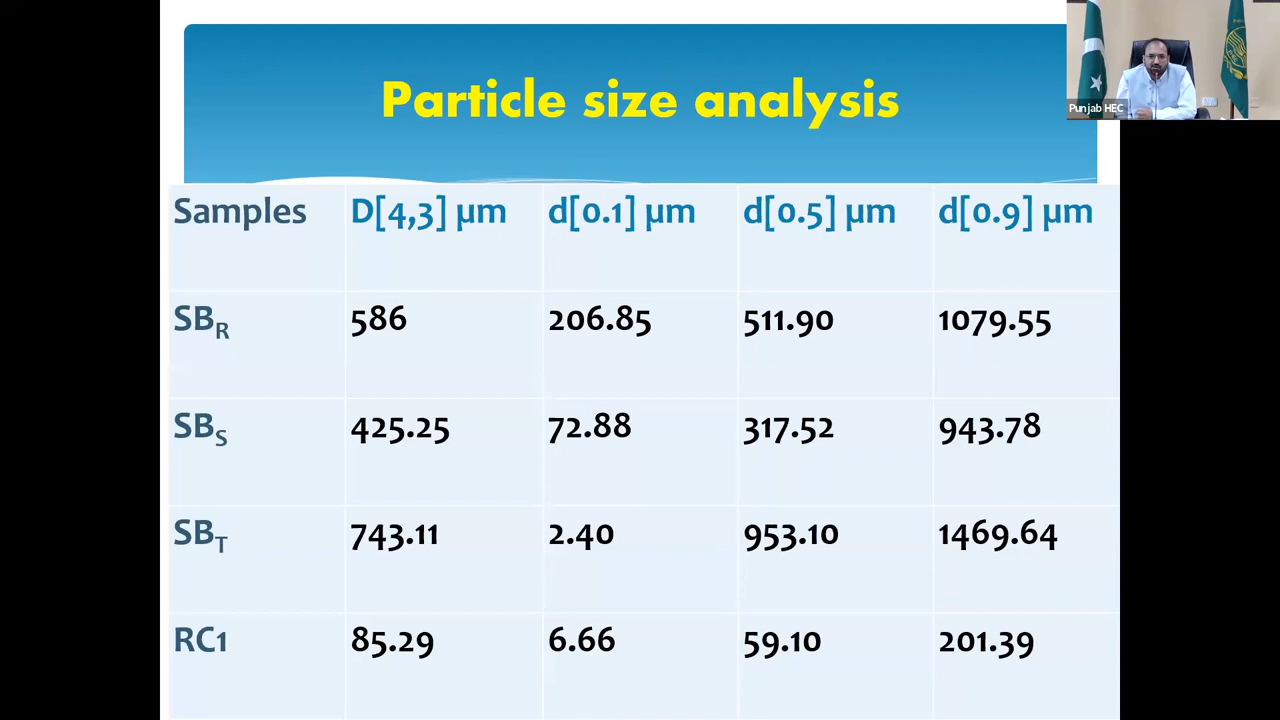 Particle size analysis
Punjab HEC
Samples D[4,3] µm d[0.1] µm d[0.5] µm d[0.9] µm
SBR 586 206.85 511.90 1079.55
SBS 425.25 72.88 317.52 943.78
SBT 743.11 2.40 953.10 1469.64
RC1 85.29 6.66 59.10 201.39